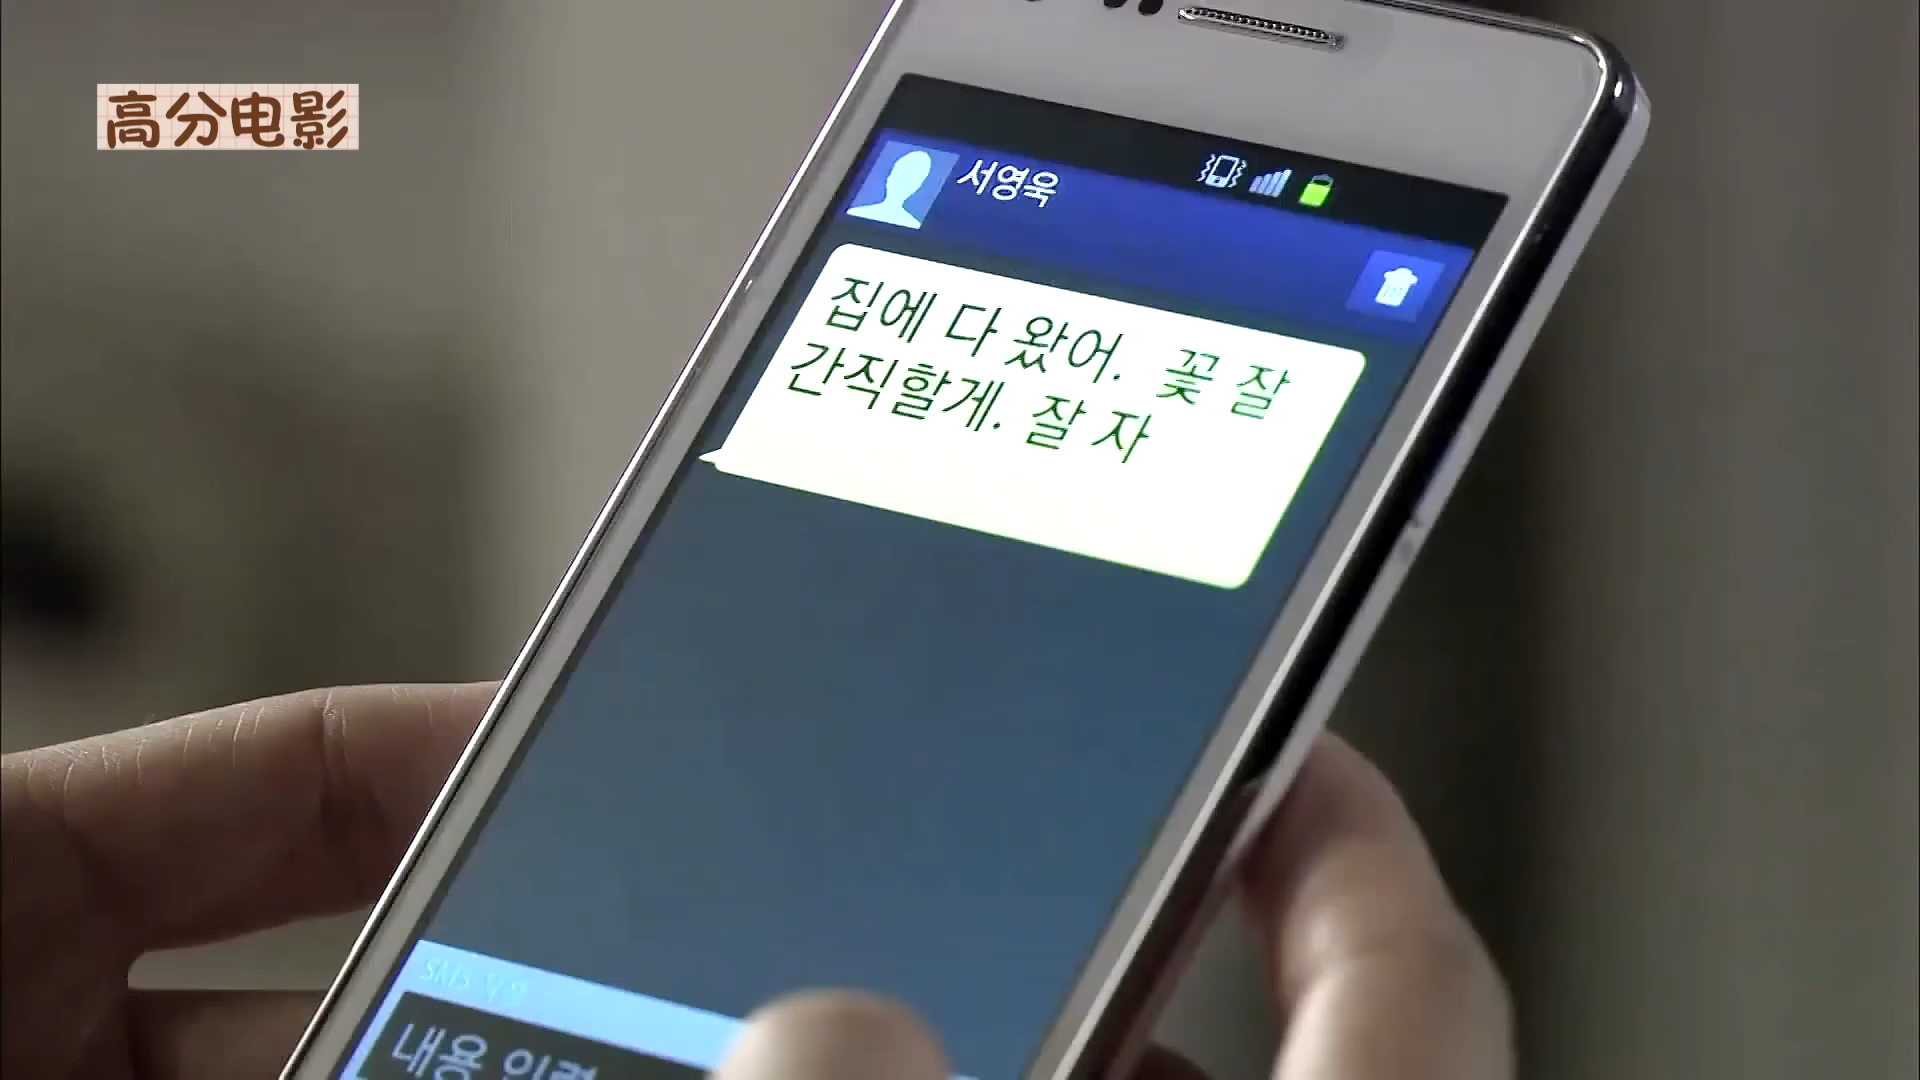 高分电影
서영욱
집에 다 왔어. 꽃 잘
간직할게. 잘 자
내용 입력